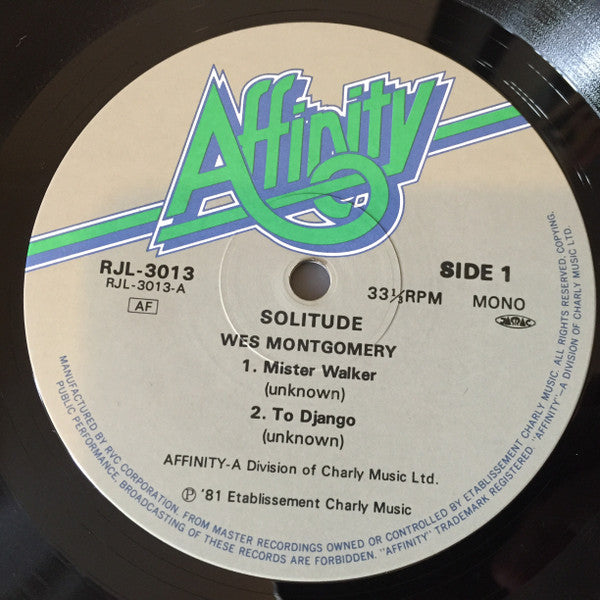 Affinity
RJL-3013
RJL-3013-A
AF
SIDE 1
33⅓RPM MONO
JASRAC
SOLITUDE
WES MONTGOMERY
1. Mister Walker
(unknown)
2. To Django
(unknown)
AFFINITY-A Division of Charly Music Ltd.
Ⓟ '81 Etablissement Charly Music
MANUFACTURED BY RVC CORPORATION. FROM MASTER RECORDINGS OWNED OR CONTROLLED BY ETABLISSEMENT CHARLY MUSIC. ALL RIGHTS RESERVED. COPYING.
PUBLIC PERFORMANCE, BROADCASTING OF THESE RECORDS ARE FORBIDDEN. "AFFINITY" TRADEMARK REGISTERED. "AFFINITY"-A DIVISION OF CHARLY MUSIC LTD.